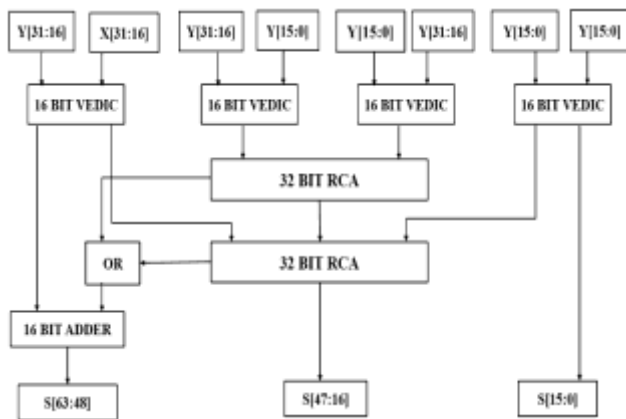 Y[31:16] X[31:16] Y[31:16] Y[15:0] Y[15:0] Y[31:16] Y[15:0] Y[15:0]
16 BIT VEDIC 16 BIT VEDIC 16 BIT VEDIC 16 BIT VEDIC
32 BIT RCA
OR 32 BIT RCA
16 BIT ADDER
S[63:48] S[47:16] S[15:0]